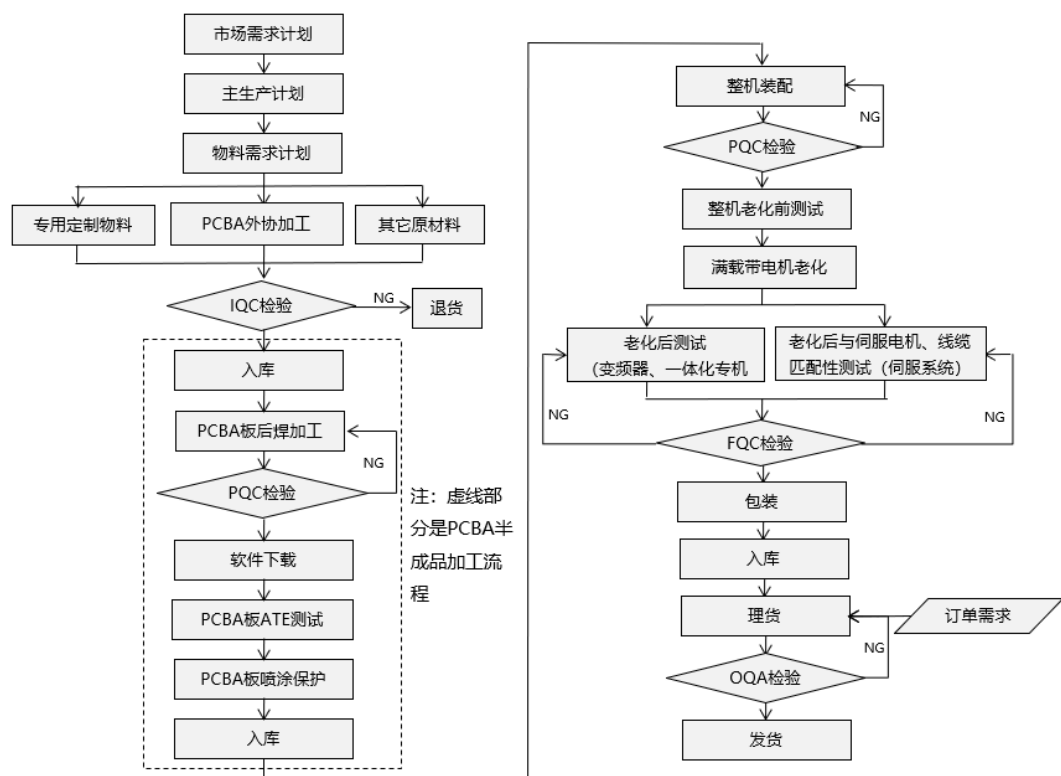 市场需求计划
主生产计划
物料需求计划
专用定制物料
PCBA外协加工
其它原材料
IQC检验
NG
退货
入库
PCBA板后焊加工
NG
PQC检验
注：虚线部
分是PCBA半
成品加工流
程
软件下载
PCBA板ATE测试
PCBA板喷涂保护
入库
整机装配
NG
PQC检验
整机老化前测试
满载带电机老化
老化后测试
（变频器、一体化专机
老化后与伺服电机、线缆
匹配性测试（伺服系统）
NG
NG
FQC检验
包装
入库
理货
订单需求
NG
OQA检验
发货